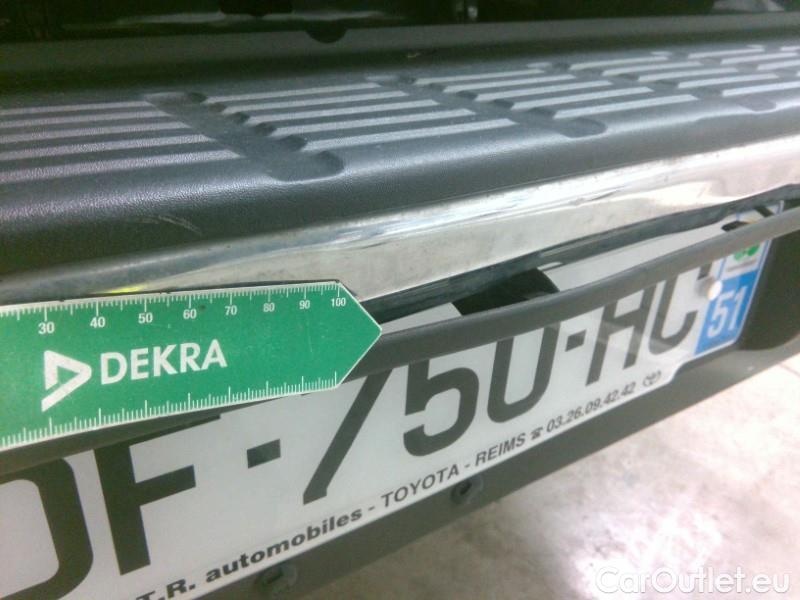 30 40 50 60 70 80 90 100
DEKRA
DF-750-HC
51
T.R. automobiles - TOYOTA - REIMS ☎ 03.26.09.42.42
CarOutlet.eu